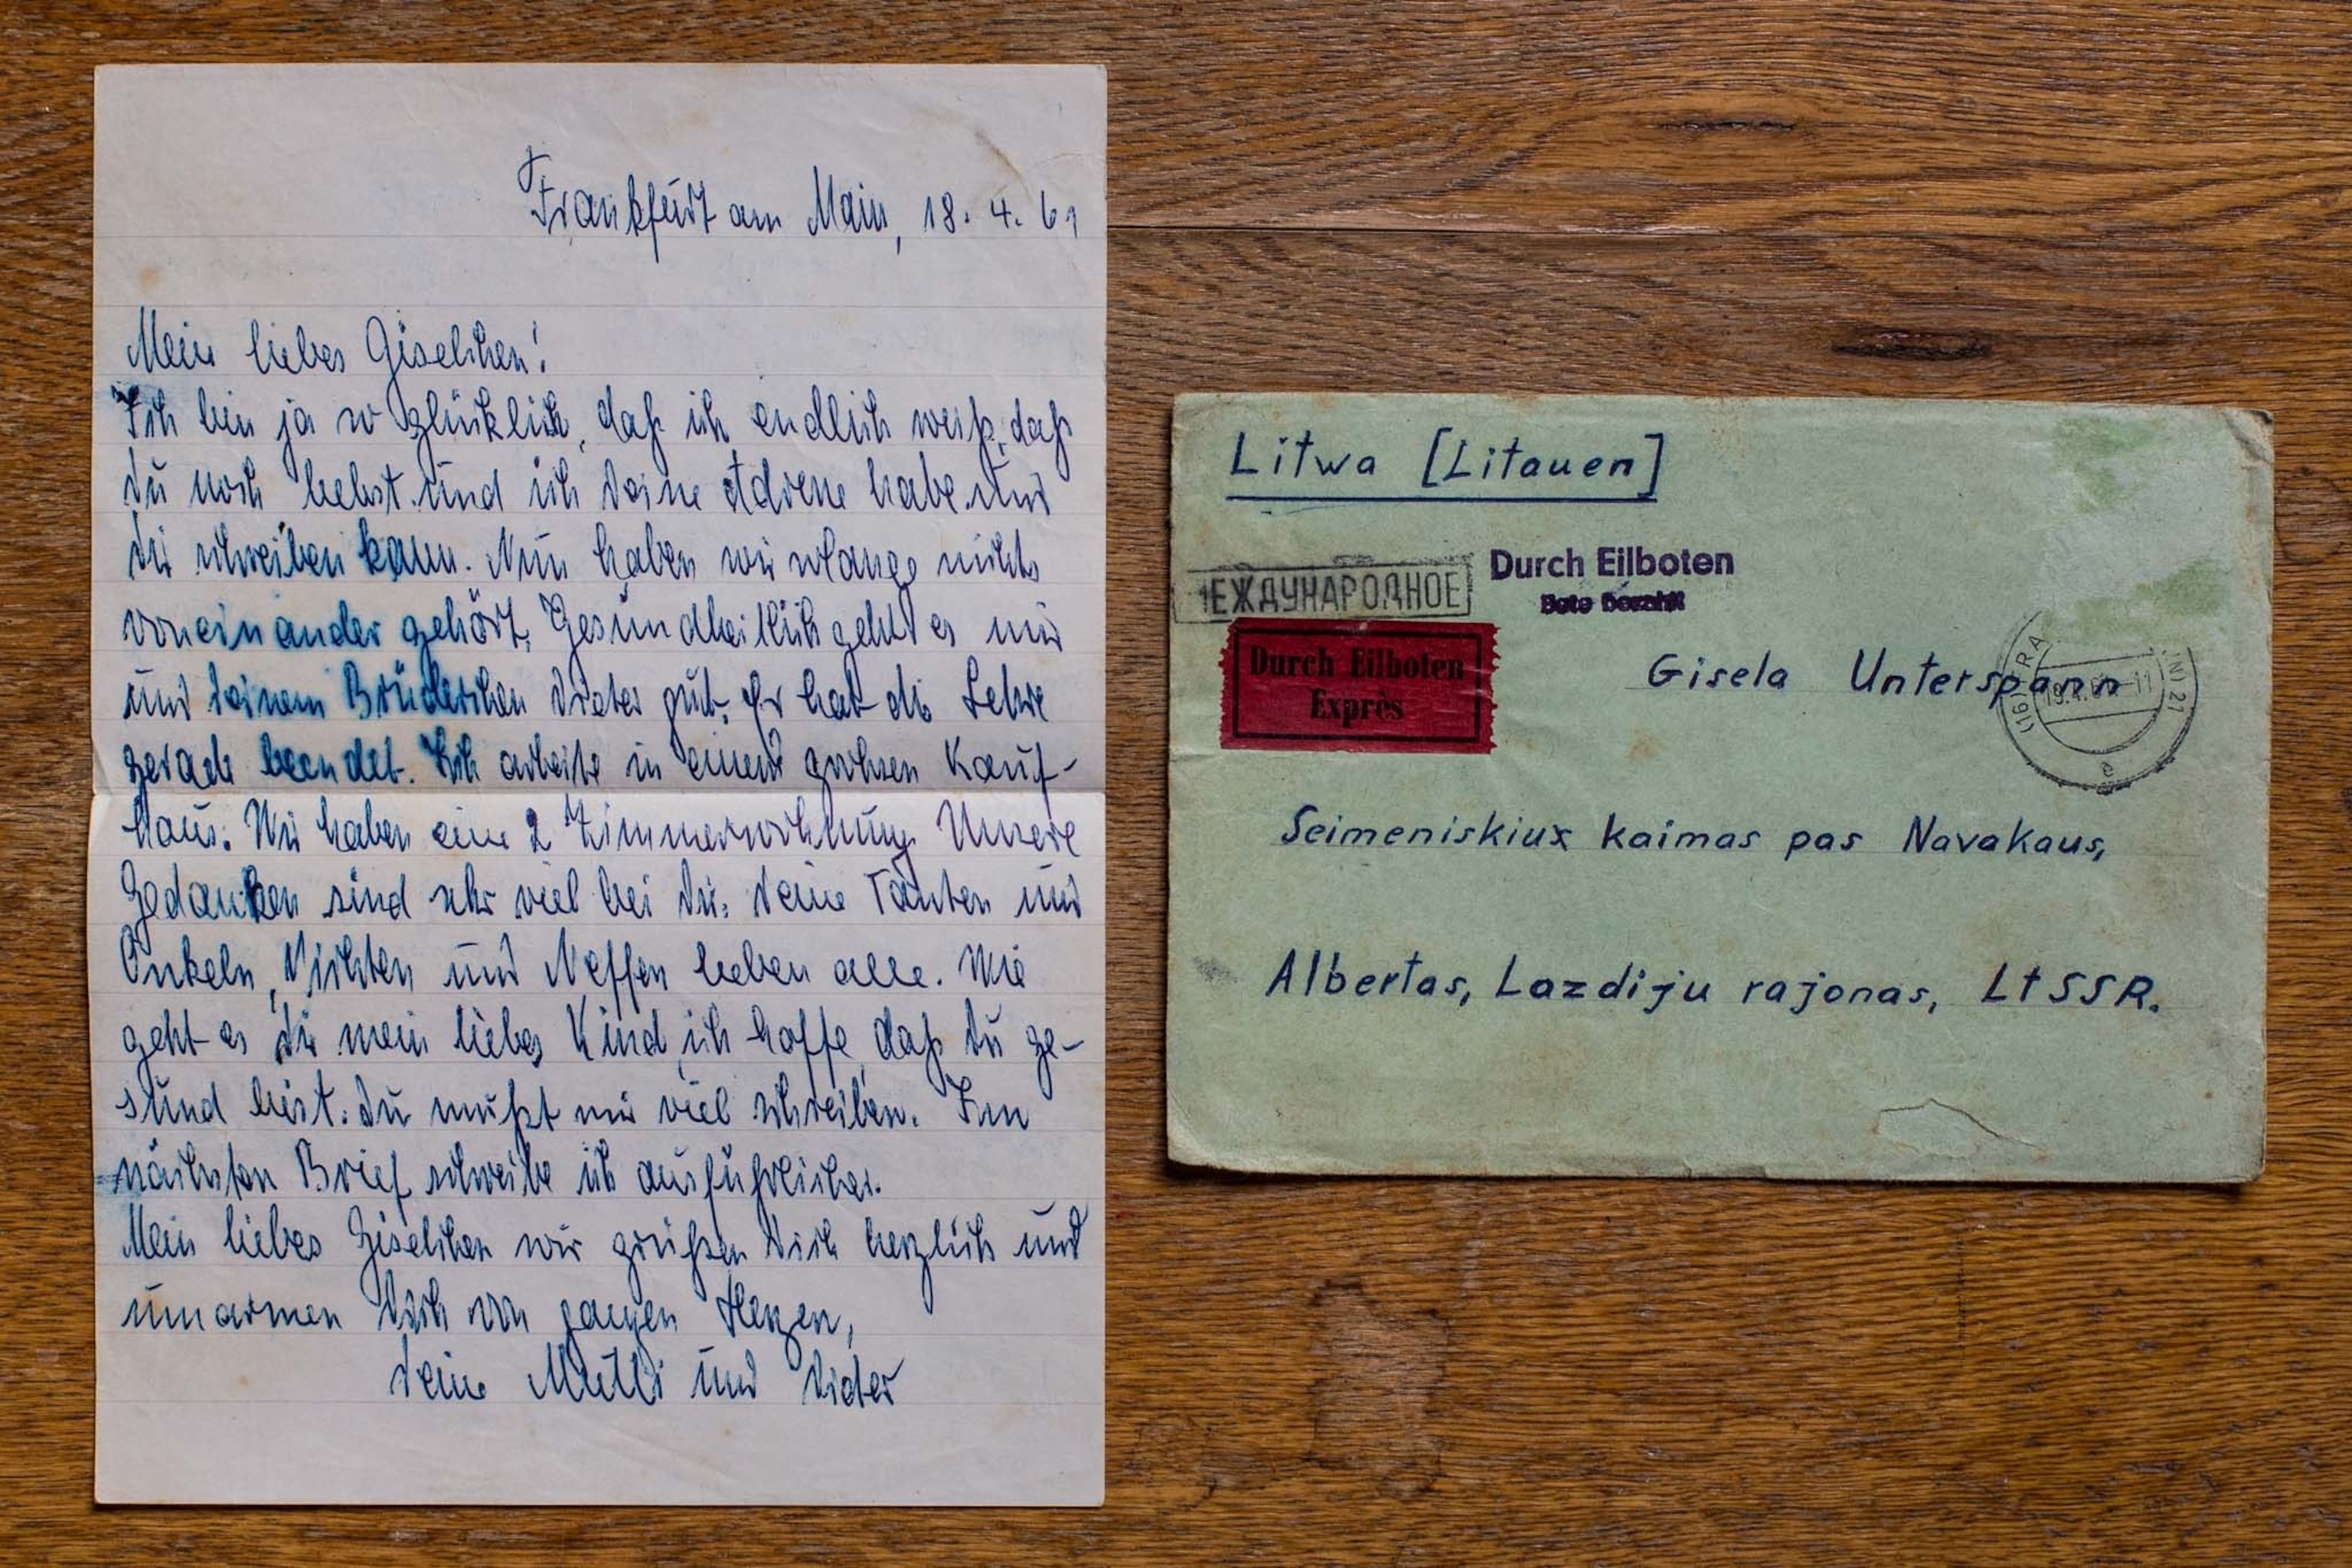 Frankfurt am Main, 18. 4. 61
Mein liebes Giselchen!
Ich bin ja so glücklich, daß ich endlich weiß, daß
Du noch lebst und ich Deine Adresse habe und
Dir schreiben kann. Nun haben wir solange nichts
voneinander gehört. Gesundheitlich geht es mir
und Deinem Brüderchen Dieter gut. Er hat die Lehre
gerade beendet. Ich arbeite in einem großsen Kauf-
haus. Wir haben eine 2 Zimmerwohnung. Unsere
Gedanken sind sehr viel bei Dir. Deine Tanten und
Onkeln, Nichten und Neffen leben alle. Wie
geht es Dir mein liebes Kind, ich hoffe, daß Du ge-
sund bist. Du mußt mir viel schreiben. Im
nächsten Brief schreibe ich ausführlicher.
Mein liebes Giselchen wir grüßen Dich herzlich und
umarmen Dich von ganzen Herzen,
Deine Mutti und Dieter
Litwa [Litauen]
Durch Eilboten
Bote bezahlt
ЕЖДУНАРОДНОЕ
Durch Eilboten
Exprès
Gisela Unterspann
Seimeniskiux kaimas pas Navakaus,
Albertas, Lazdiju rajonas, LtSSR.